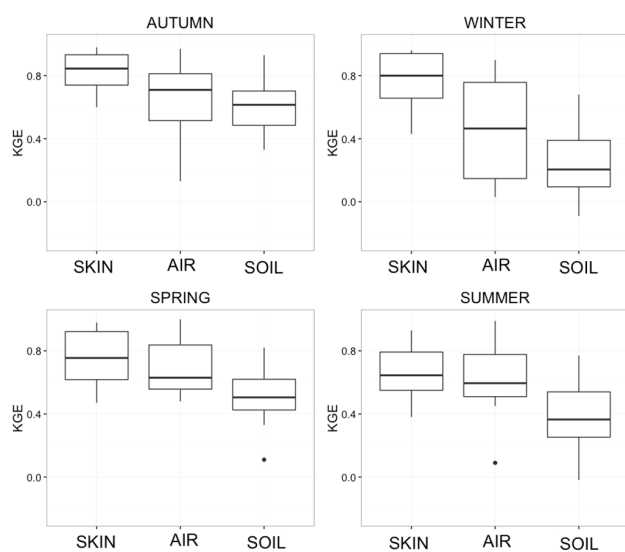 AUTUMN
KGE
0.8
0.4
0.0
SKIN AIR SOIL
WINTER
KGE
0.8
0.4
0.0
SKIN AIR SOIL
SPRING
KGE
0.8
0.4
0.0
SKIN AIR SOIL
SUMMER
KGE
0.8
0.4
0.0
SKIN AIR SOIL